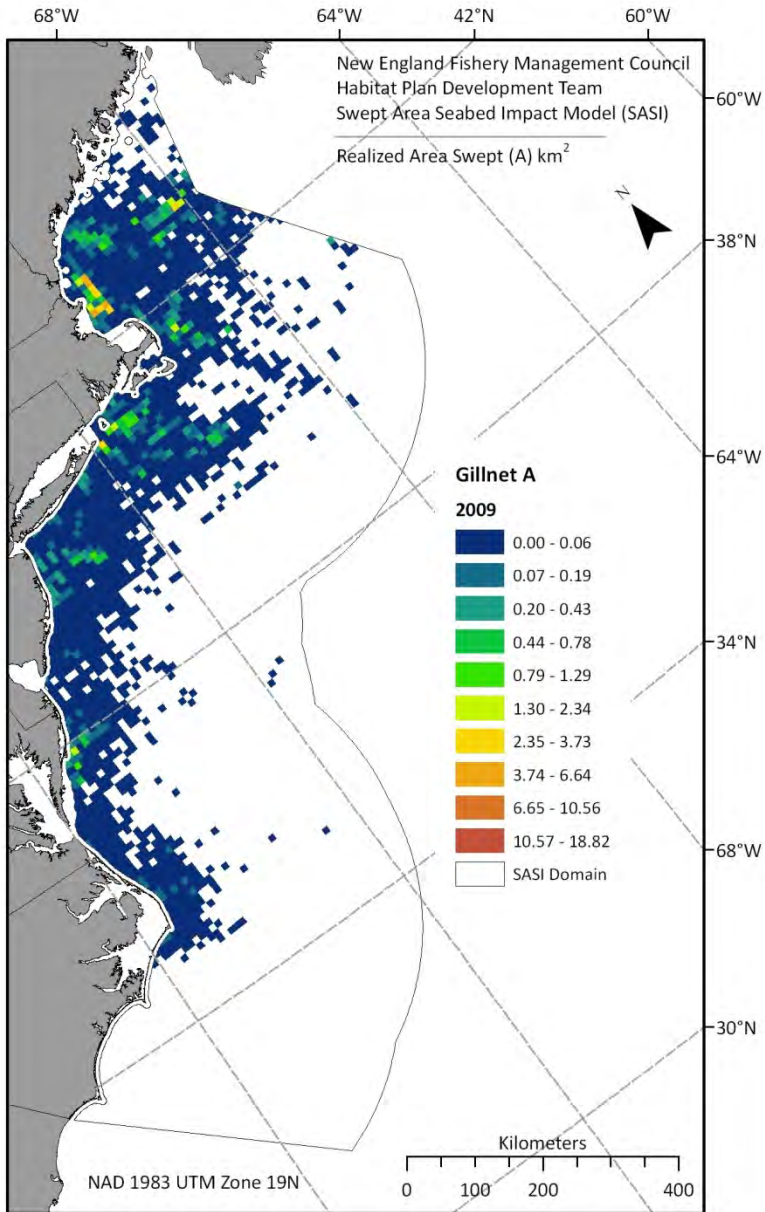 68°W
64°W
42°N
60°W
New England Fishery Management Council
Habitat Plan Development Team
Swept Area Seabed Impact Model (SASI)
Realized Area Swept (A) km²
60°W
N
38°N
64°W
Gillnet A
2009
0.00 - 0.06
0.07 - 0.19
0.20 - 0.43
0.44 - 0.78
0.79 - 1.29
1.30 - 2.34
2.35 - 3.73
3.74 - 6.64
6.65 - 10.56
10.57 - 18.82
SASI Domain
34°N
68°W
30°N
Kilometers
0 100 200 300 400
NAD 1983 UTM Zone 19N